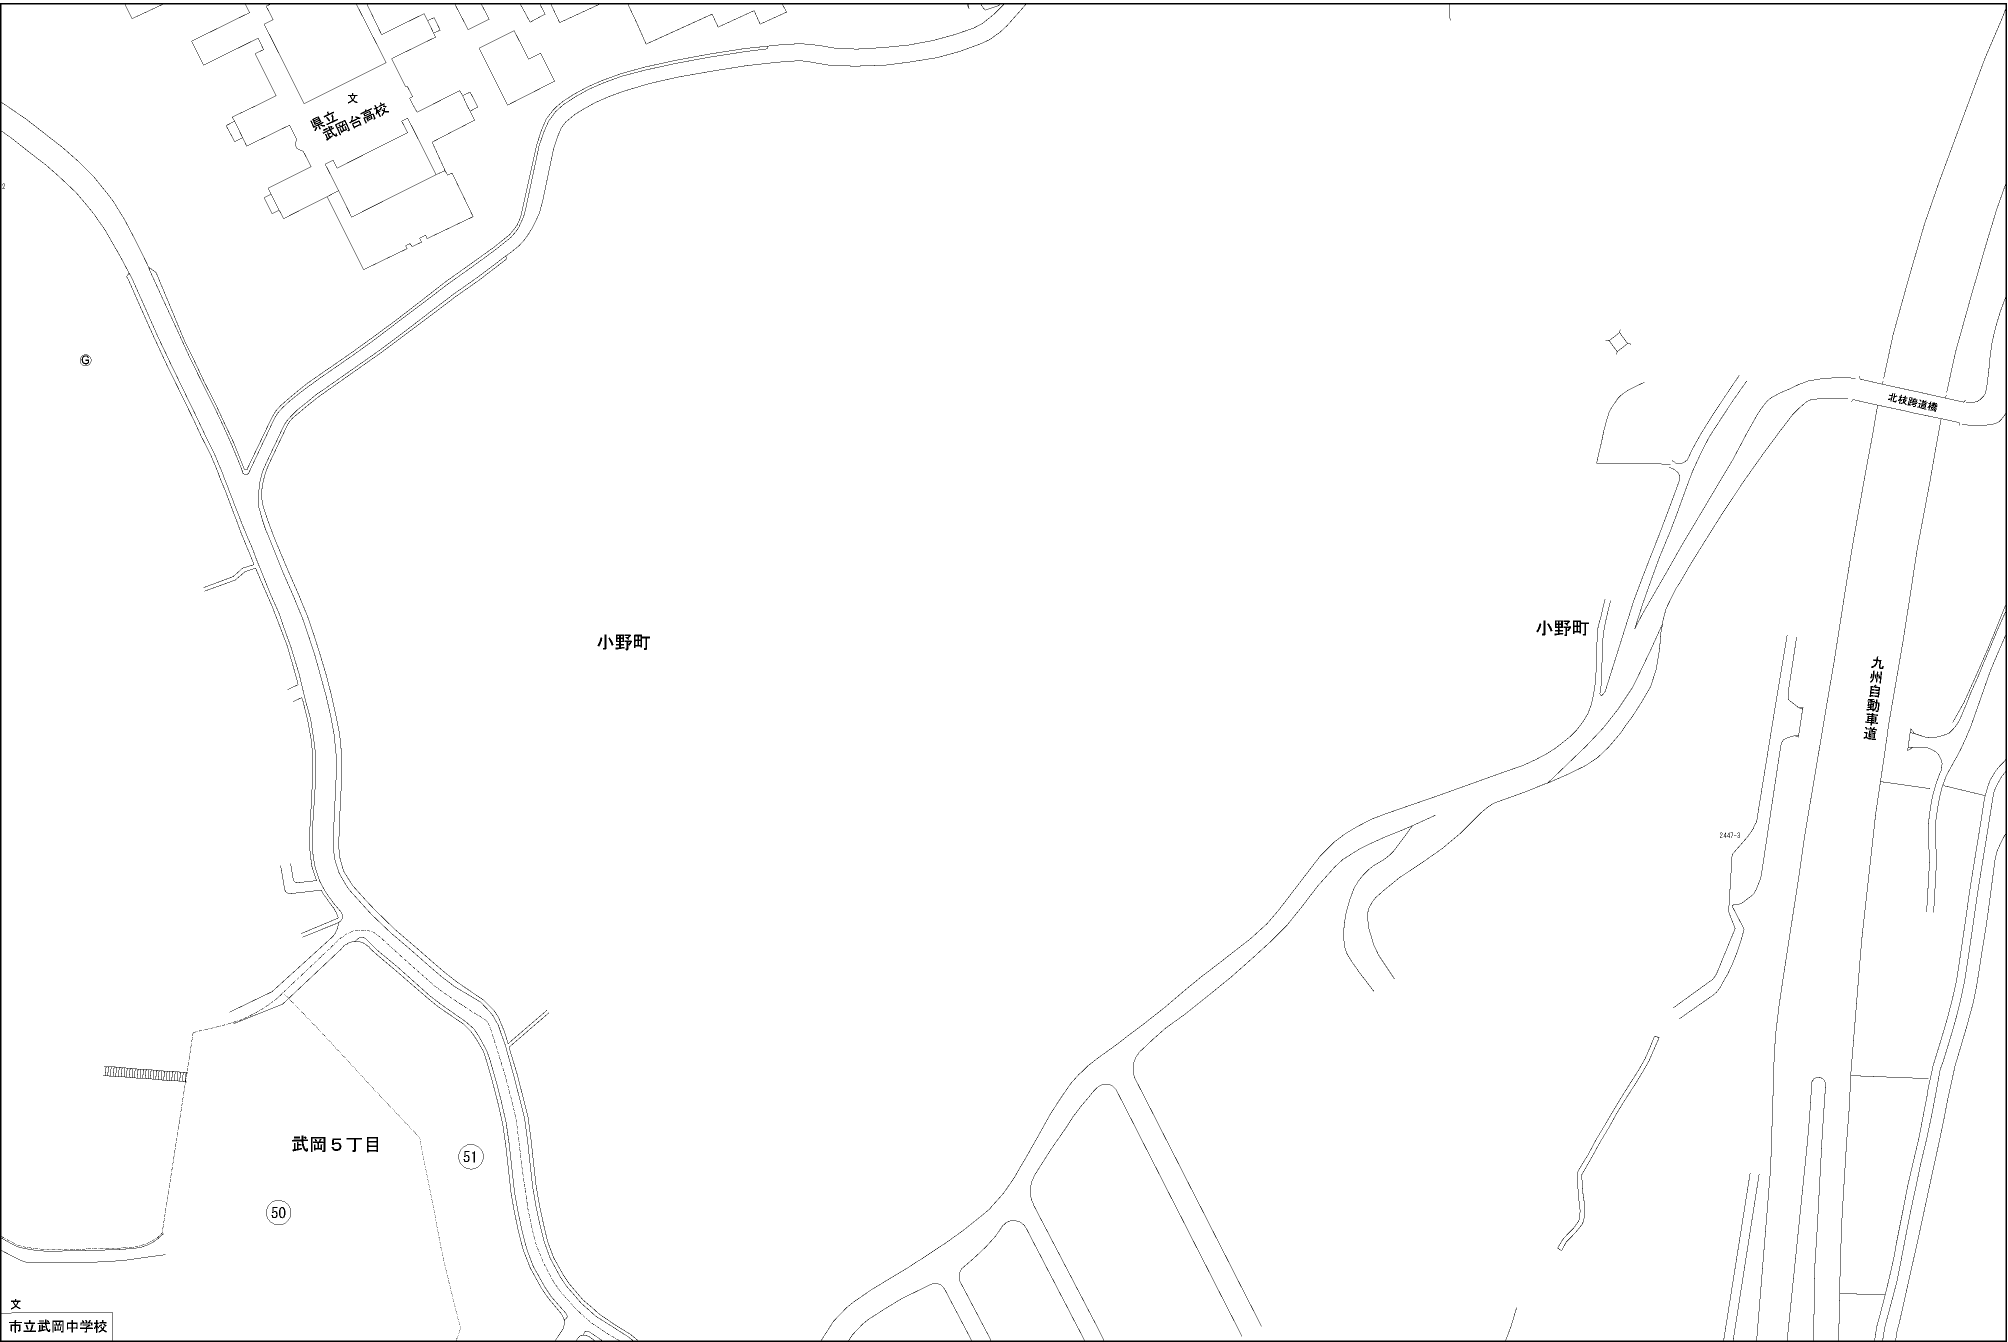 文
県立
武岡台高校
2
G
北枝跨道橋
小野町
小野町
九州自動車道
2447-3
武岡5丁目
51
50
文
市立武岡中学校